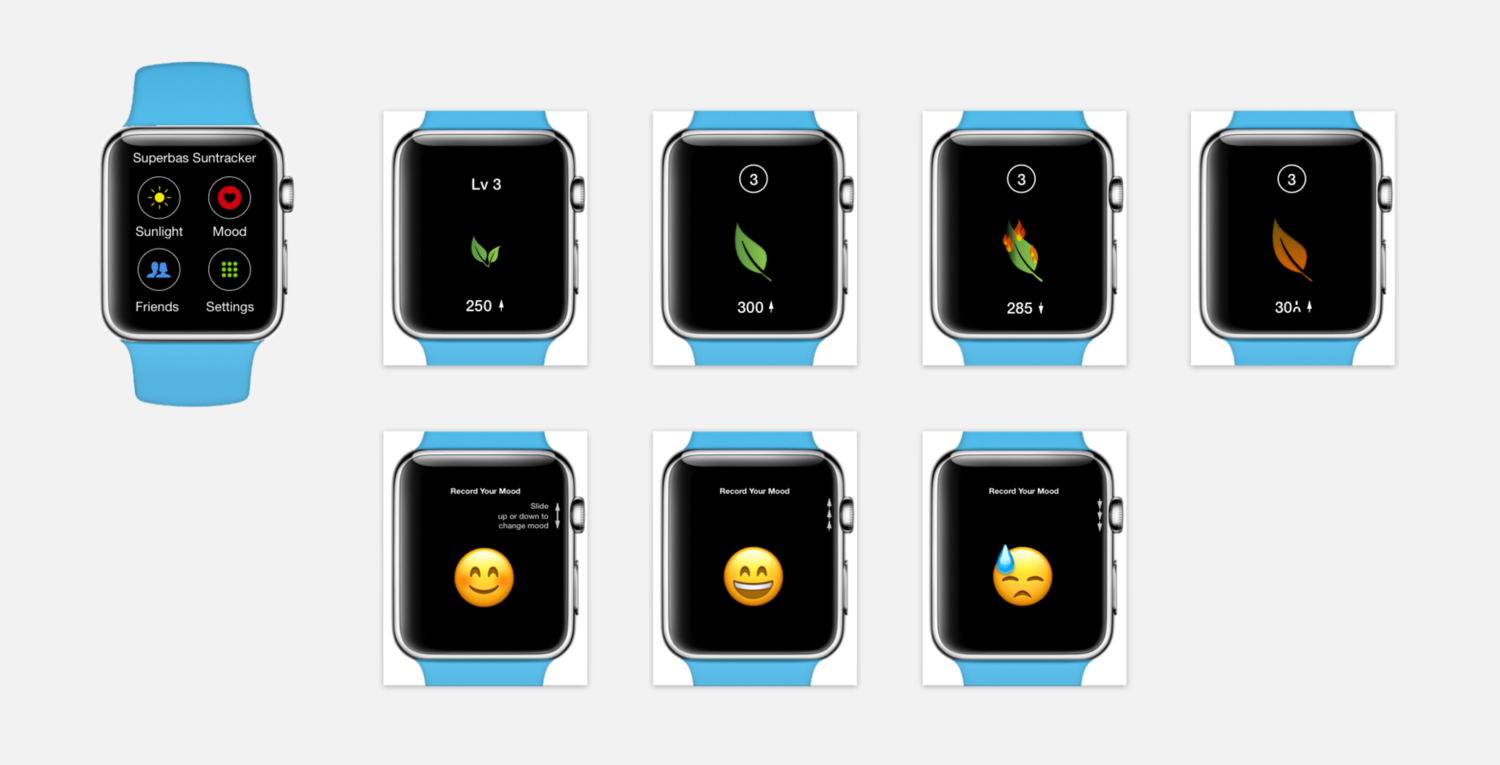 Superbas Suntracker
Sunlight
Mood
Friends
Settings
Lv 3
250
3
300
3
285
3
Record Your Mood
Slide
up or down to
change mood
Record Your Mood
Record Your Mood